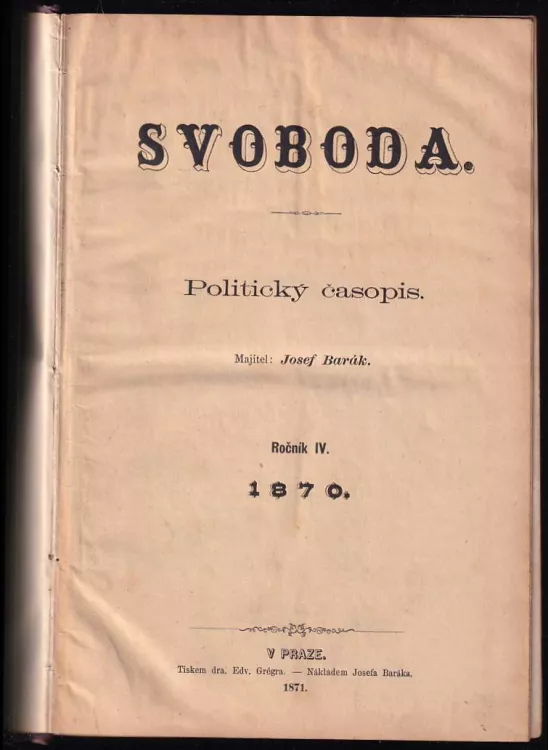 SVOBODA.
Politický časopis.
Majitel: Josef Barák.
Ročník IV.
1870.
V PRAZE.
Tiskem dra. Edv. Grégra. — Nákladem Josefa Baráka.
1871.